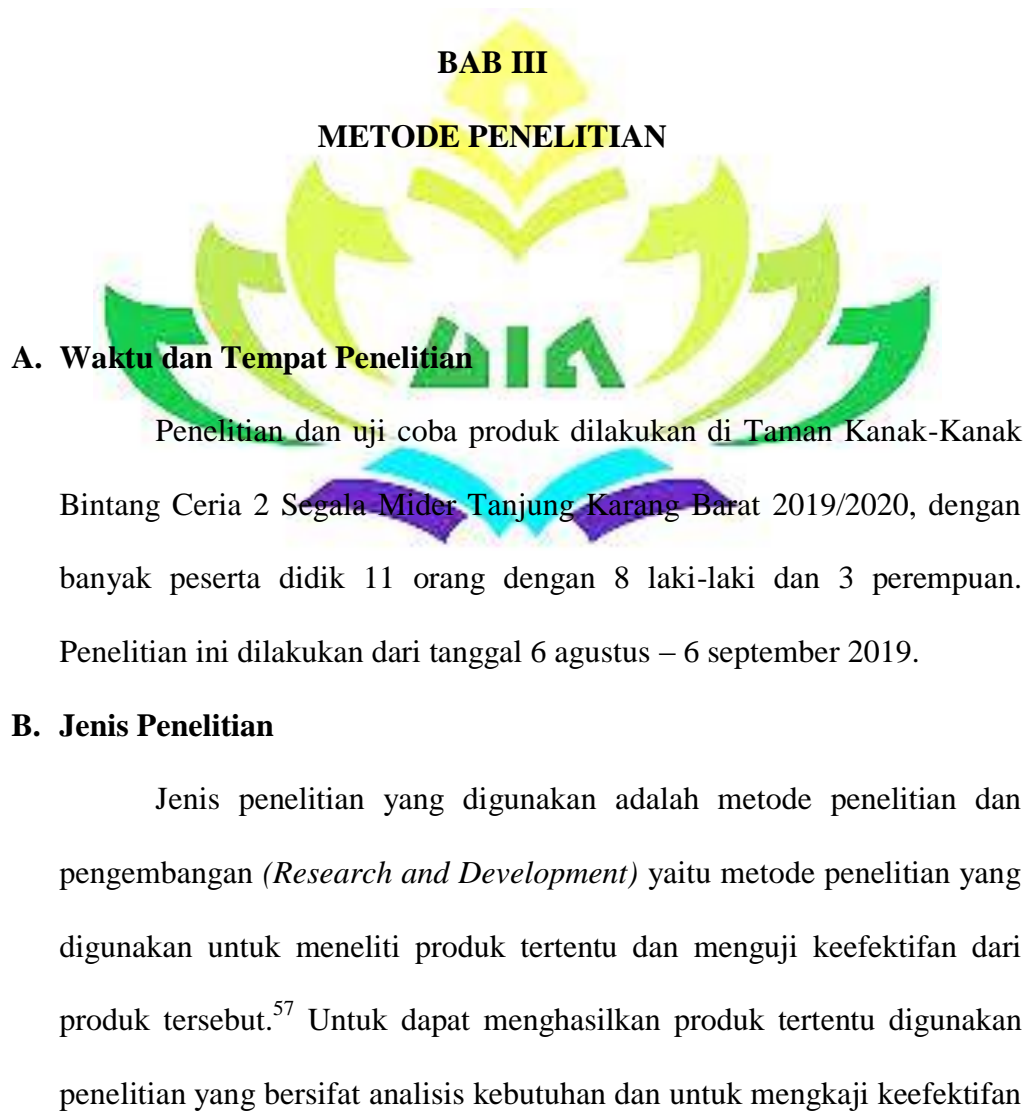 BAB III
METODE PENELITIAN
A. Waktu dan Tempat Penelitian
Penelitian dan uji coba produk dilakukan di Taman Kanak-Kanak
Bintang Ceria 2 Segala Mider Tanjung Karang Barat 2019/2020, dengan
banyak peserta didik 11 orang dengan 8 laki-laki dan 3 perempuan.
Penelitian ini dilakukan dari tanggal 6 agustus – 6 september 2019.
B. Jenis Penelitian
Jenis penelitian yang digunakan adalah metode penelitian dan
pengembangan (Research and Development) yaitu metode penelitian yang
digunakan untuk meneliti produk tertentu dan menguji keefektifan dari
produk tersebut.57 Untuk dapat menghasilkan produk tertentu digunakan
penelitian yang bersifat analisis kebutuhan dan untuk mengkaji keefektifan